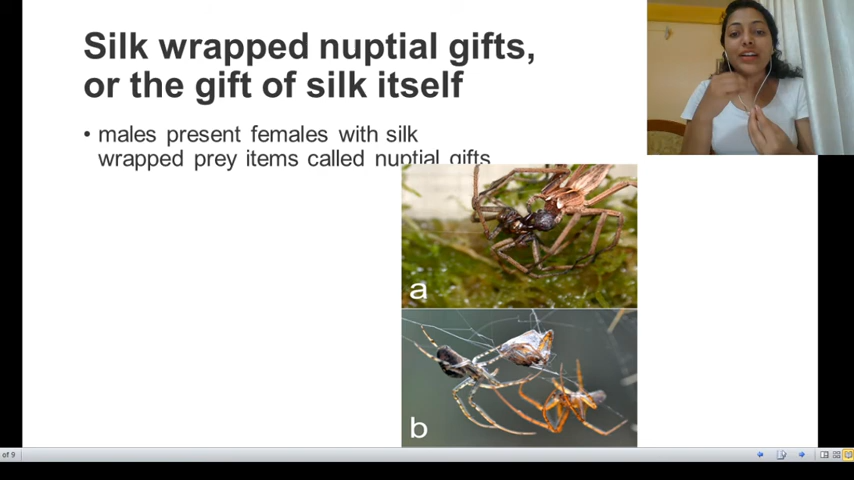 Silk wrapped nuptial gifts,
or the gift of silk itself
• males present females with silk
wrapped prey items called nuptial gifts
a
b
of 9